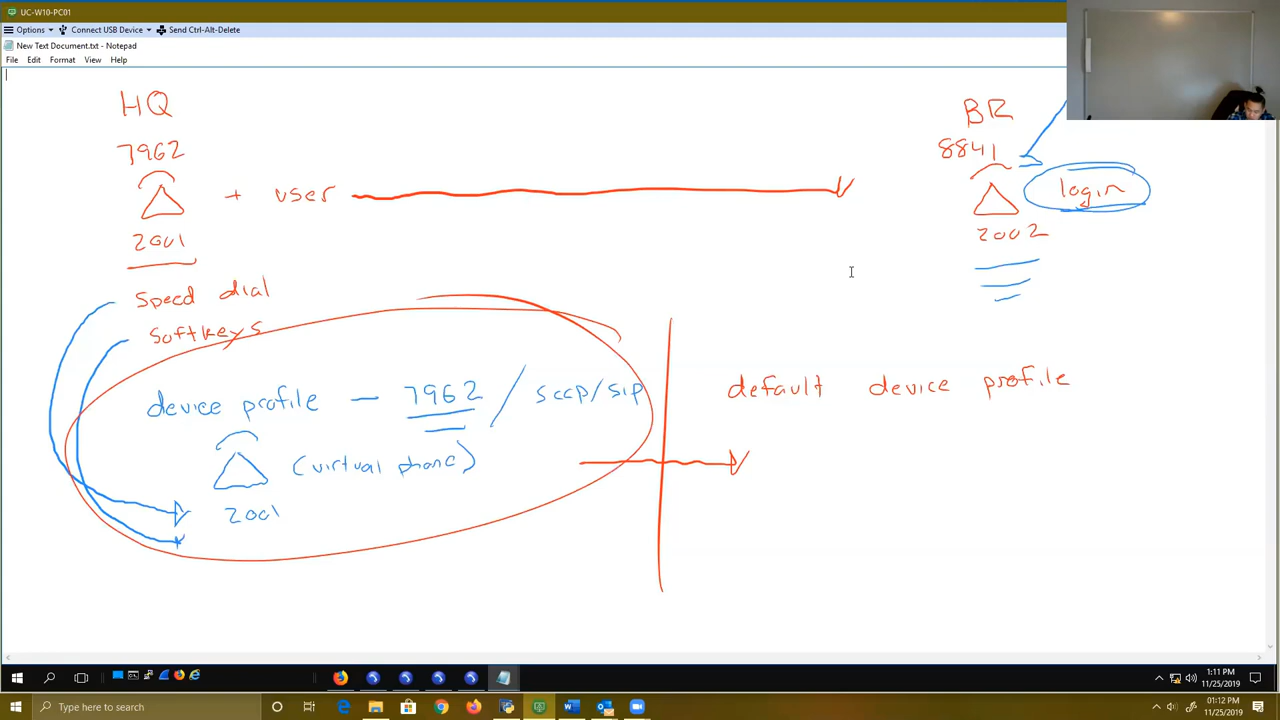 UC-W10-PC01
Options
Connect USB Device
Send Ctrl-Alt-Delete
New Text Document.txt - Notepad
File Edit Format View Help
HQ
BR
7962
8841
+ user
login
2001
2002
Speed dial
Softkeys
device profile — 7962 / sccp/sip
default device profile
(virtual phone)
2001
1:11 PM
11/25/2019
Type here to search
01:12 PM
11/25/2019